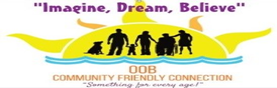 "Imagine, Dream, Believe"
OOB
COMMUNITY FRIENDLY CONNECTION
"Something for every age!"